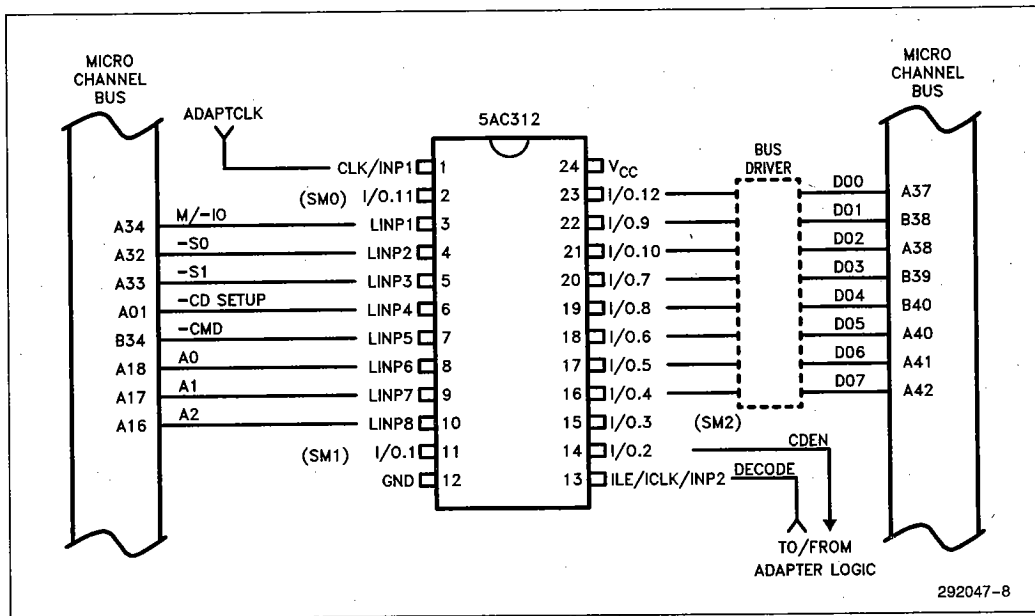 MICRO
CHANNEL
BUS
MICRO
CHANNEL
BUS
ADAPTCLK
5AC312
BUS
DRIVER
CLK/INP1 1
24 VCC
(SM0) I/O.11 2
23 I/O.12
D00
A37
A34 M/-IO LINP1 3
22 I/O.9
D01
B38
A32 -S0 LINP2 4
21 I/O.10
D02
A38
A33 -S1 LINP3 5
20 I/O.7
D03
B39
A01 -CD SETUP LINP4 6
19 I/O.8
D04
B40
B34 -CMD LINP5 7
18 I/O.6
D05
A40
A18 A0 LINP6 8
17 I/O.5
D06
A41
A17 A1 LINP7 9
16 I/O.4
D07
A42
A16 A2 LINP8 10
15 I/O.3
(SM2)
(SM1) I/O.1 11
14 I/O.2
CDEN
GND 12
13 ILE/ICLK/INP2
DECODE
TO/FROM
ADAPTER LOGIC
292047-8